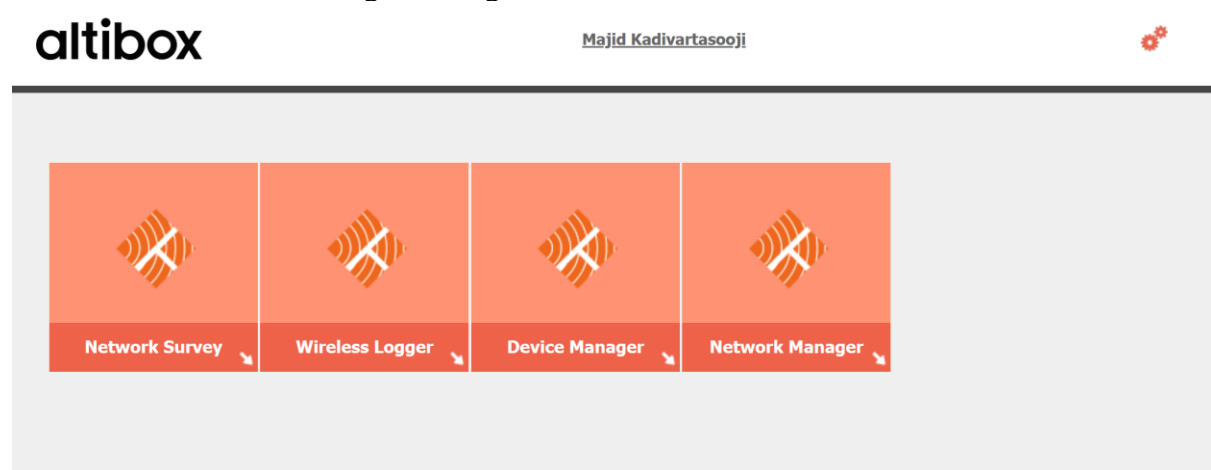 altibox
Majid Kadivartasooji
Network Survey
Wireless Logger
Device Manager
Network Manager